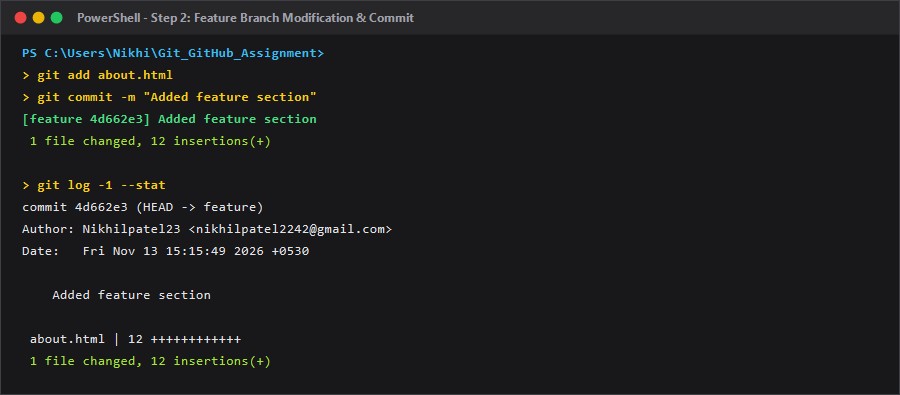 PowerShell - Step 2: Feature Branch Modification & Commit
PS C:\Users\Nikhi\Git_GitHub_Assignment>
> git add about.html
> git commit -m "Added feature section"
[feature 4d662e3] Added feature section
 1 file changed, 12 insertions(+)
> git log -1 --stat
commit 4d662e3 (HEAD -> feature)
Author: Nikhilpatel23 <nikhilpatel2242@gmail.com>
Date:   Fri Nov 13 15:15:49 2026 +0530
    Added feature section
 about.html | 12 ++++++++++++
 1 file changed, 12 insertions(+)